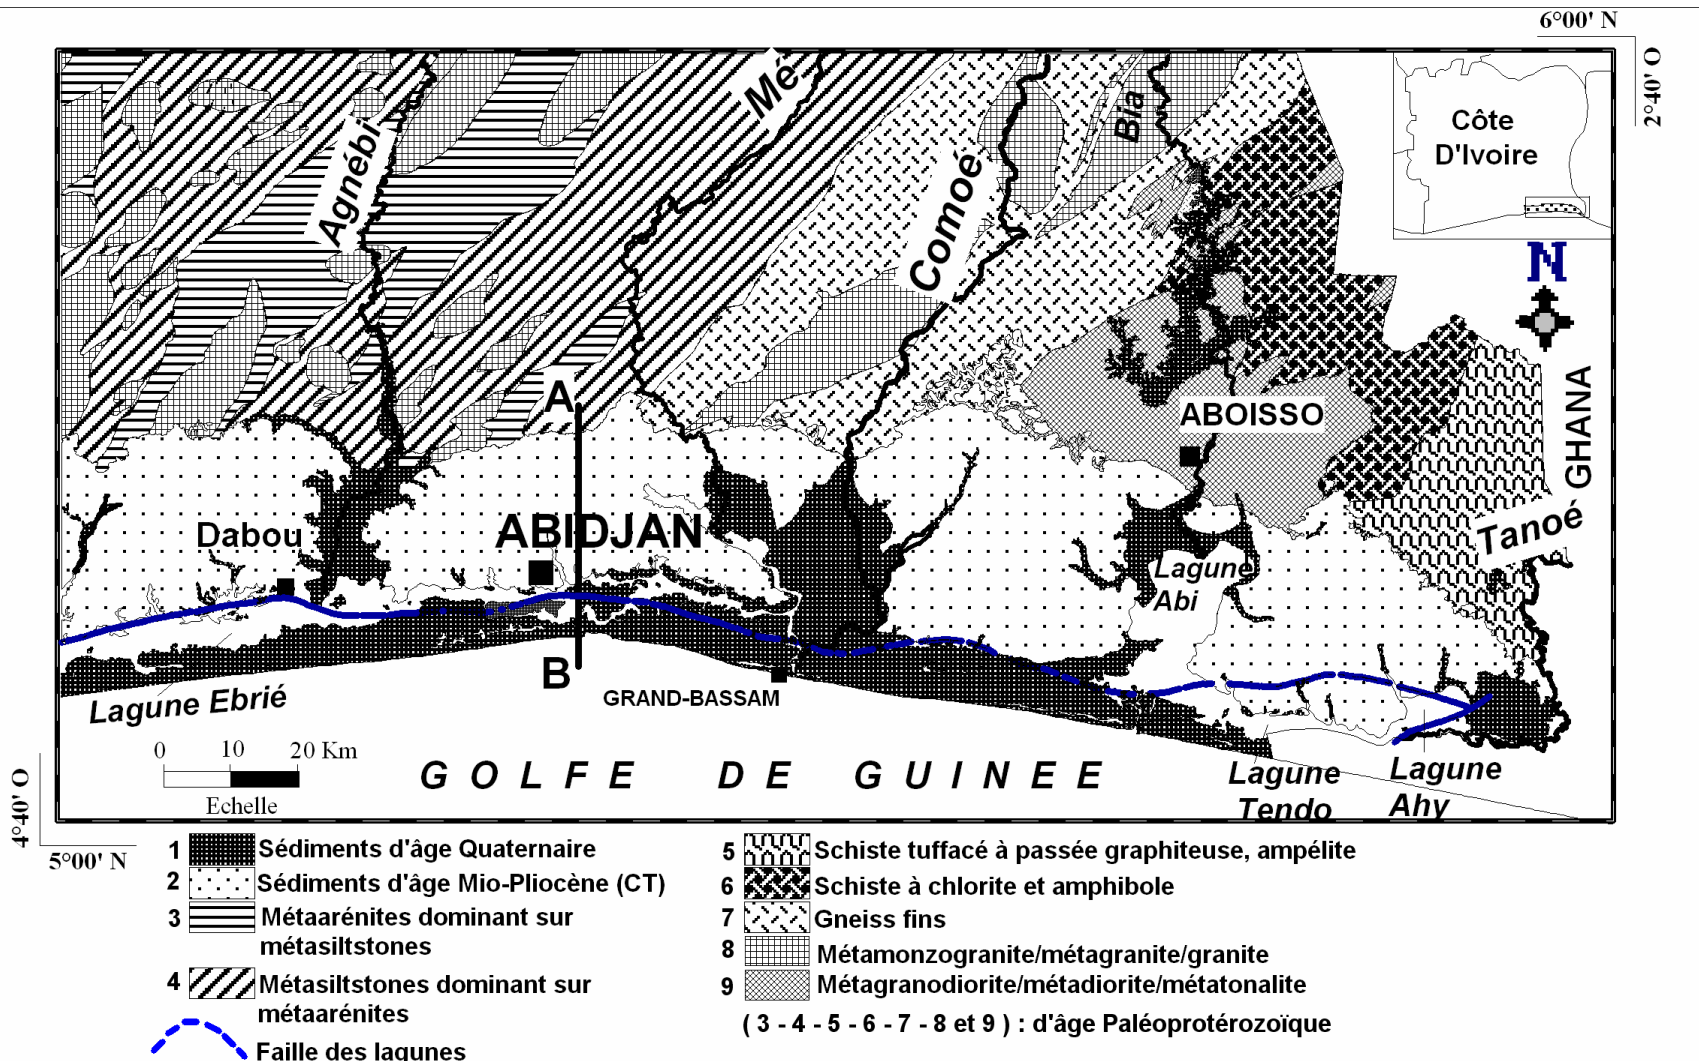 6°00' N
2°40' O
Côte
D'Ivoire
N
Agnébi
Mé
Comoé
Bia
A
ABOISSO
GHANA
Tanoé
Dabou
ABIDJAN
Lagune
Abi
B
GRAND-BASSAM
Lagune Ebrié
0 10 20 Km
Echelle
GOLFE DE GUINEE
Lagune
Tendo
Lagune
Ahy
4°40' O
5°00' N
1 Sédiments d'âge Quaternaire
2 Sédiments d'âge Mio-Pliocène (CT)
3 Métaarénites dominant sur
métasiltstones
4 Métasiltstones dominant sur
métaarénites
Faille des lagunes
5 Schiste tuffacé à passée graphiteuse, ampélite
6 Schiste à chlorite et amphibole
7 Gneiss fins
8 Métamonzogranite/métagranite/granite
9 Métagranodiorite/métadiorite/métatonalite
( 3 - 4 - 5 - 6 - 7 - 8 et 9 ) : d'âge Paléoprotérozoïque